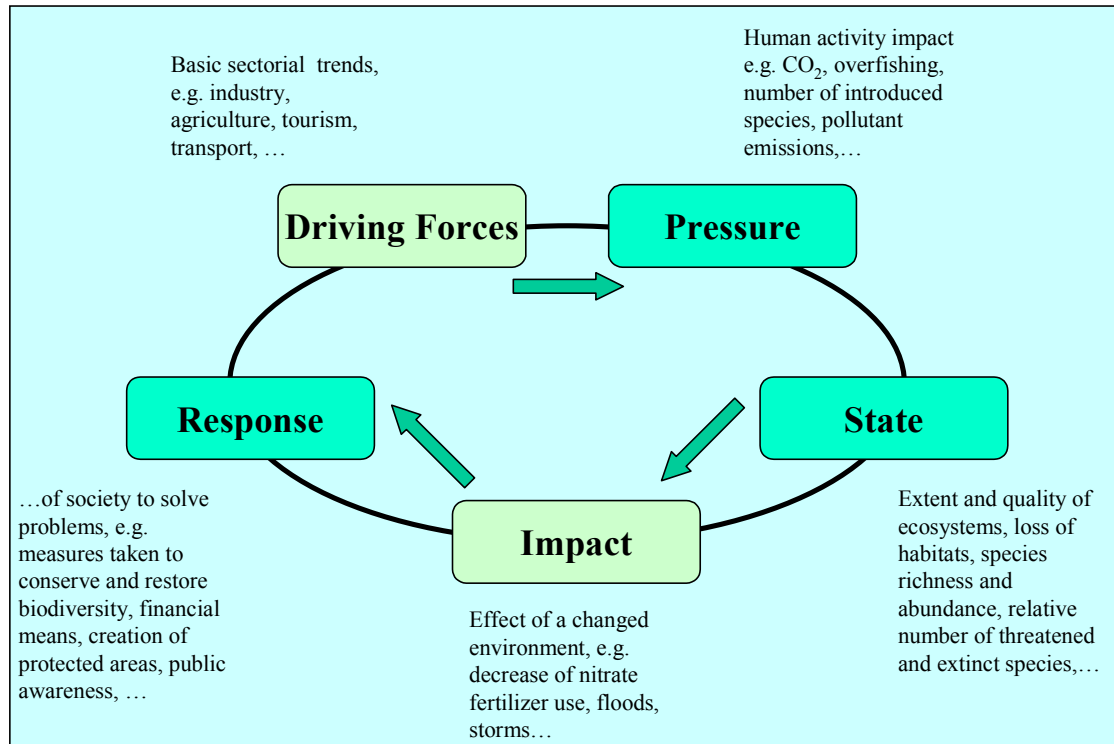 Basic sectorial trends,
e.g. industry,
agriculture, tourism,
transport, …
Human activity impact
e.g. CO₂, overfishing,
number of introduced
species, pollutant
emissions,…
Driving Forces
Pressure
Response
State
Impact
…of society to solve
problems, e.g.
measures taken to
conserve and restore
biodiversity, financial
means, creation of
protected areas, public
awareness, …
Effect of a changed
environment, e.g.
decrease of nitrate
fertilizer use, floods,
storms…
Extent and quality of
ecosystems, loss of
habitats, species
richness and
abundance, relative
number of threatened
and extinct species,…